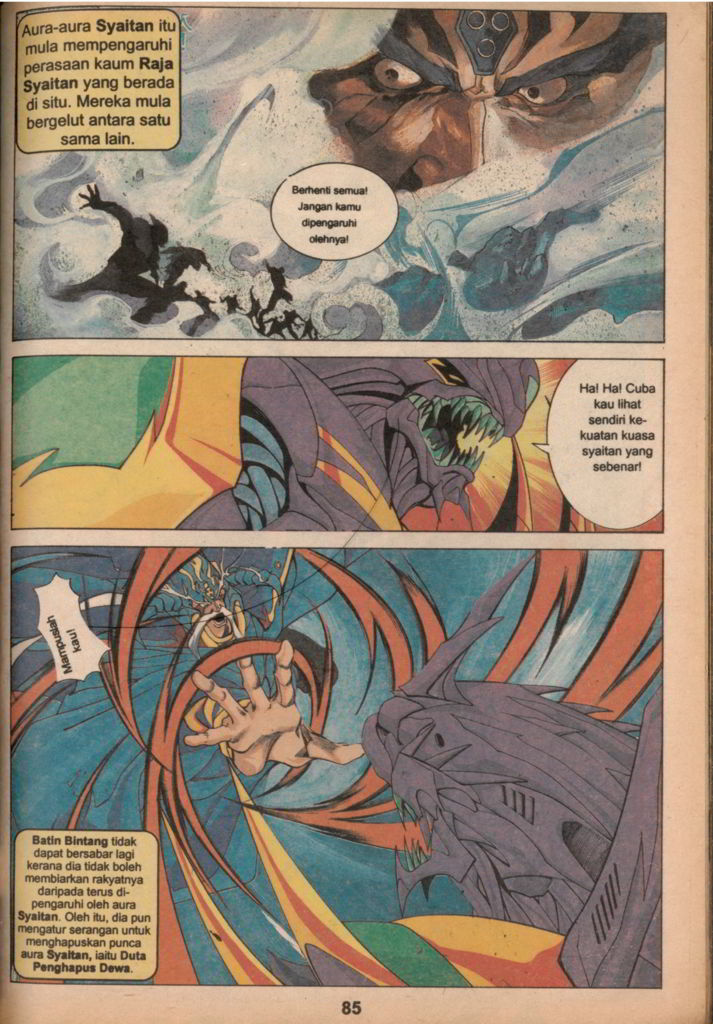 Aura-aura Syaitan itu
mula mempengaruhi
perasaan kaum Raja
Syaitan yang berada
di situ. Mereka mula
bergelut antara satu
sama lain.
Berhenti semua!
Jangan kamu
dipengaruhi
olehnya!
Ha! Ha! Cuba
kau lihat
sendiri ke-
kuatan kuasa
syaitan yang
sebenar!
Mampuslah
kau!
Batin Bintang tidak
dapat bersabar lagi
kerana dia tidak boleh
membiarkan rakyatnya
daripada terus di-
pengaruhi oleh aura
Syaitan. Oleh itu, dia pun
mengatur serangan untuk
menghapuskan punca
aura Syaitan, iaitu Duta
Penghapus Dewa.
85